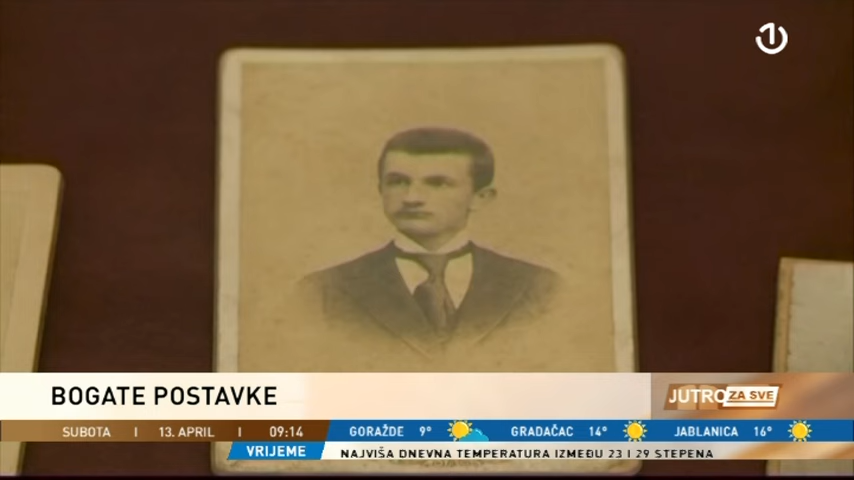 1
BOGATE POSTAVKE
JUTRO ZA SVE
SUBOTA I 13. APRIL I 09:14 GORAŽDE 9° GRADAČAC 14° JABLANICA 16°
VRIJEME NAJVIŠA DNEVNA TEMPERATURA IZMEĐU 23 I 29 STEPENA